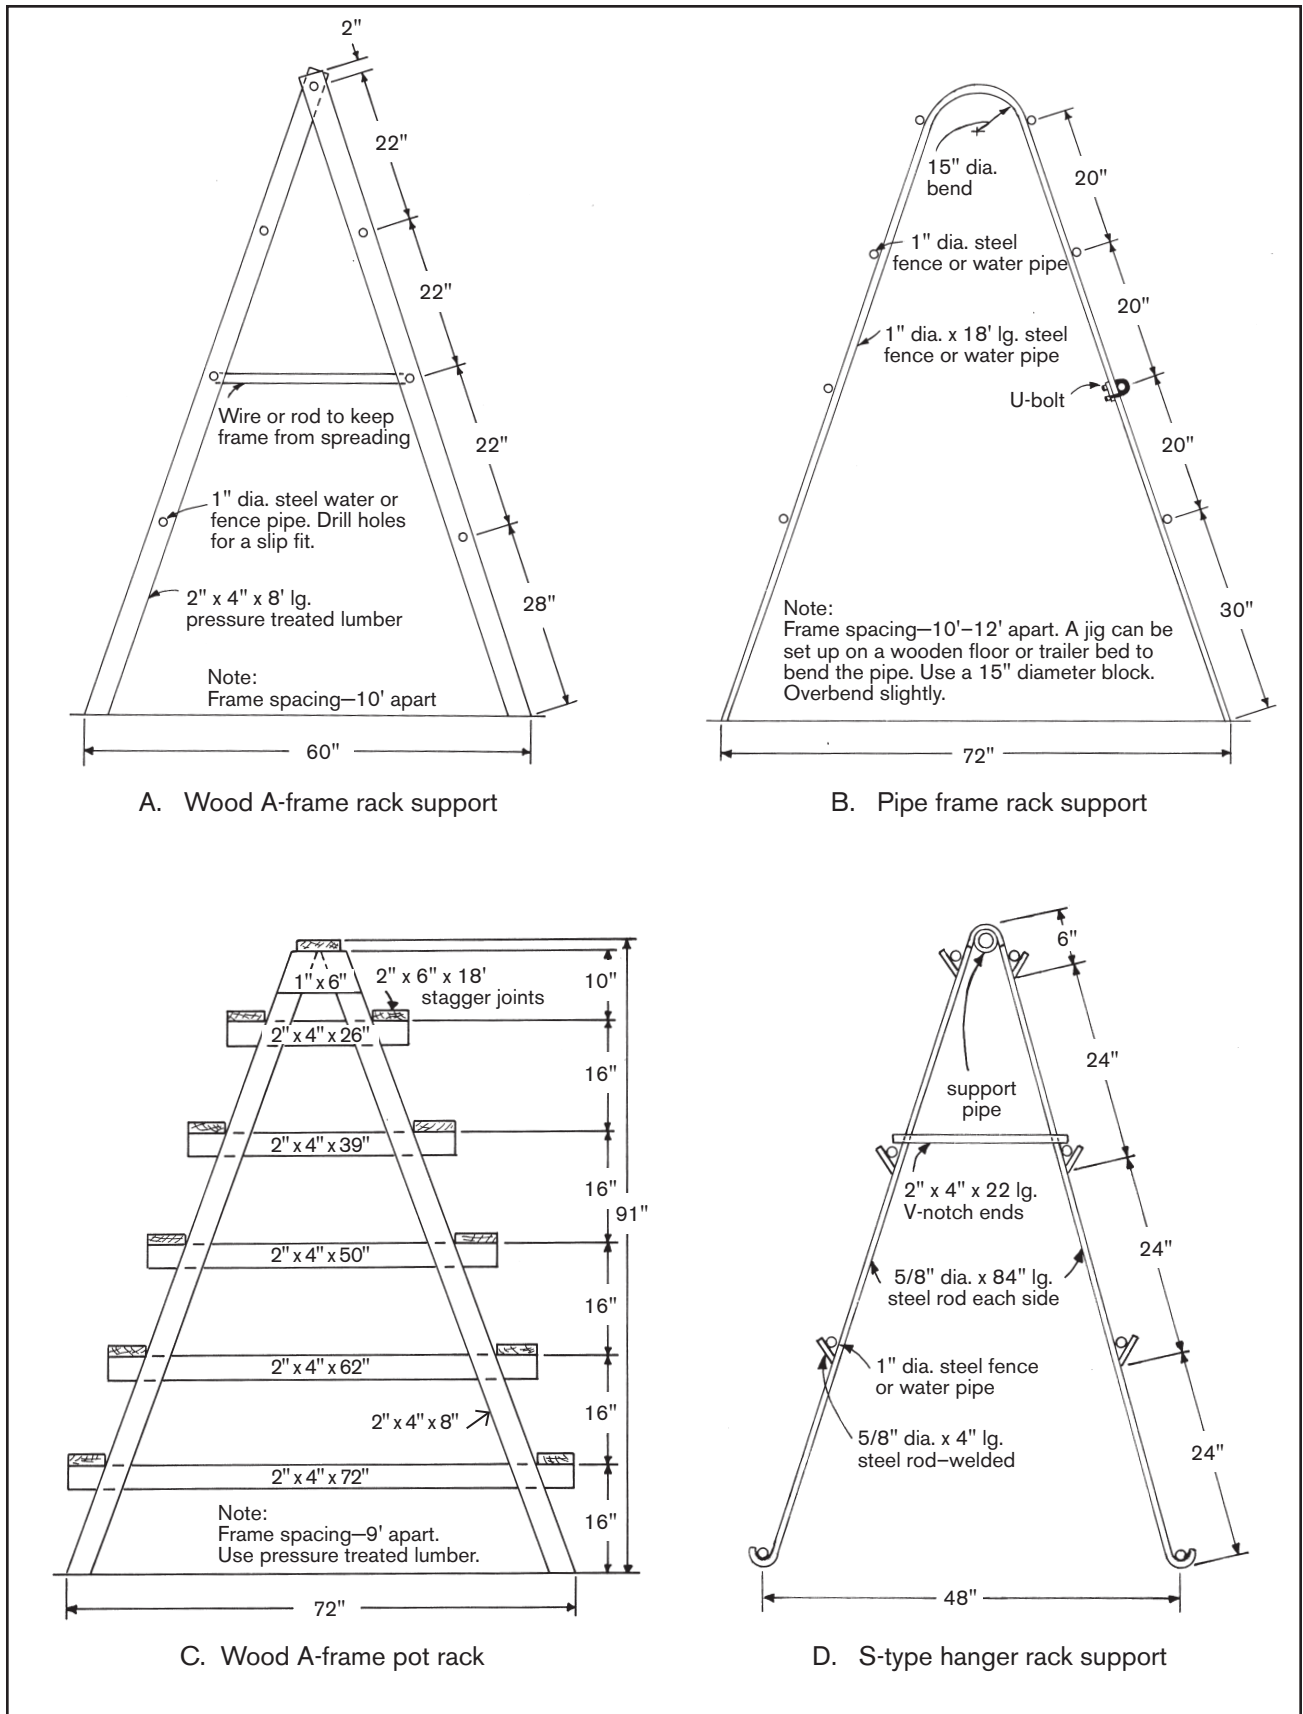 2"
22"
22"
22"
28"
Wire or rod to keep
frame from spreading
1" dia. steel water or
fence pipe. Drill holes
for a slip fit.
2" x 4" x 8' lg.
pressure treated lumber
Note:
Frame spacing—10' apart
60"
A. Wood A-frame rack support
15" dia.
bend
20"
1" dia. steel
fence or water pipe
20"
1" dia. x 18' lg. steel
fence or water pipe
U-bolt
20"
30"
Note:
Frame spacing—10'–12' apart. A jig can be
set up on a wooden floor or trailer bed to
bend the pipe. Use a 15" diameter block.
Overbend slightly.
72"
B. Pipe frame rack support
1" x 6"
2" x 6" x 18'
stagger joints
10"
2" x 4" x 26"
16"
2" x 4" x 39"
16"
91"
2" x 4" x 50"
16"
2" x 4" x 62"
2" x 4" x 8"
16"
2" x 4" x 72"
16"
Note:
Frame spacing—9' apart.
Use pressure treated lumber.
72"
C. Wood A-frame pot rack
6"
24"
support
pipe
2" x 4" x 22 lg.
V-notch ends
24"
5/8" dia. x 84" lg.
steel rod each side
1" dia. steel fence
or water pipe
5/8" dia. x 4" lg.
steel rod–welded
24"
48"
D. S-type hanger rack support